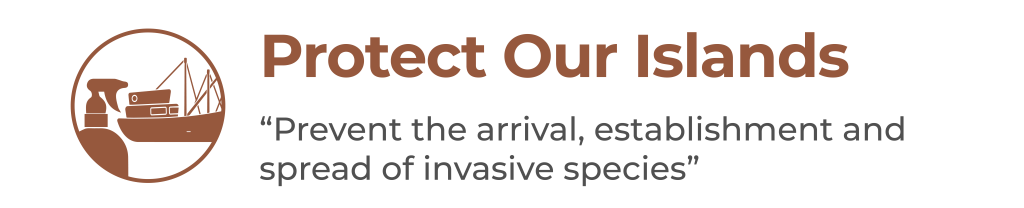 Protect Our Islands
“Prevent the arrival, establishment and
spread of invasive species”